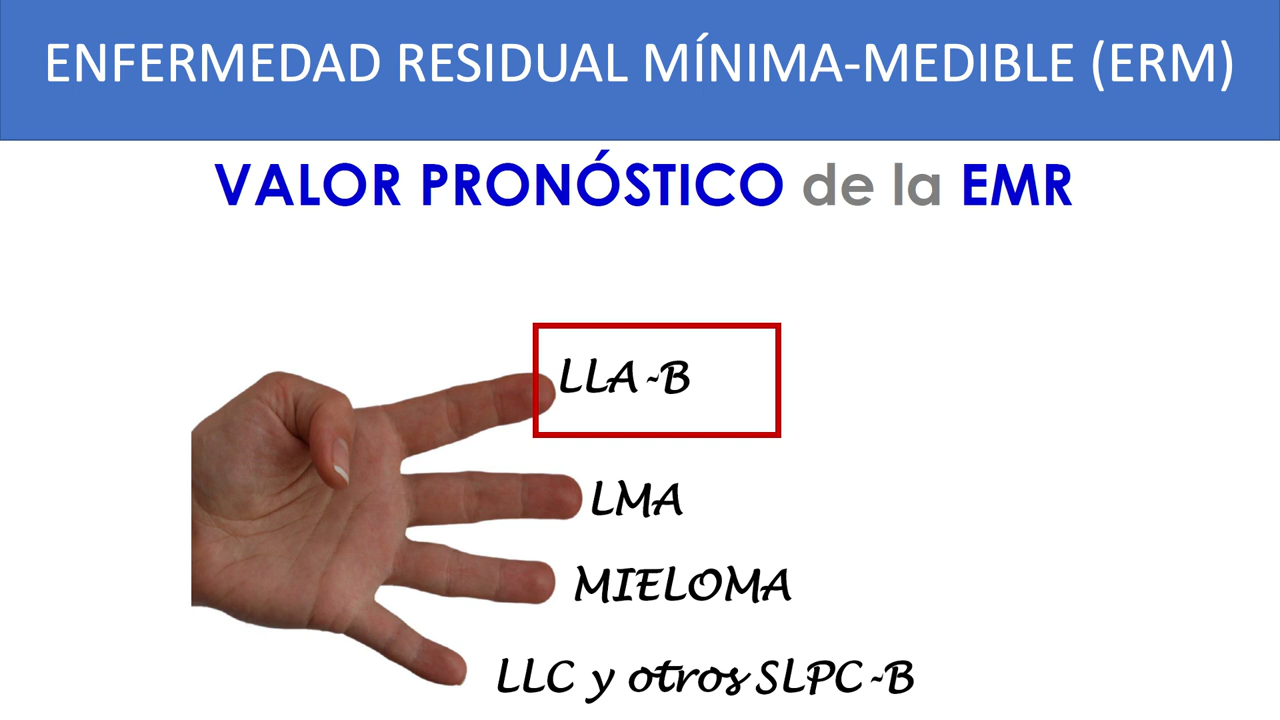 ENFERMEDAD RESIDUAL MÍNIMA-MEDIBLE (ERM)
VALOR PRONÓSTICO de la EMR
LLA-B
LMA
MIELOMA
LLC y otros SLPC-B